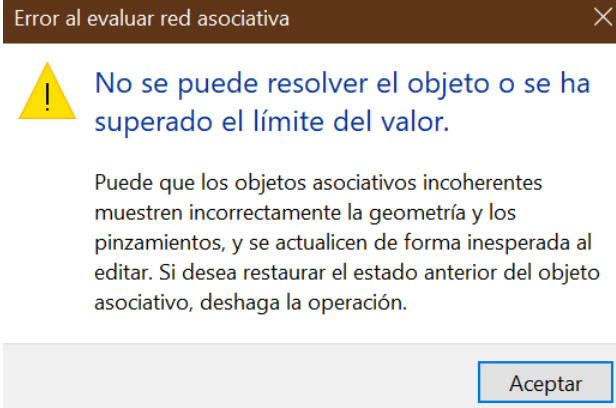 Error al evaluar red asociativa
No se puede resolver el objeto o se ha
superado el límite del valor.
Puede que los objetos asociativos incoherentes
muestren incorrectamente la geometría y los
pinzamientos, y se actualicen de forma inesperada al
editar. Si desea restaurar el estado anterior del objeto
asociativo, deshaga la operación.
Aceptar